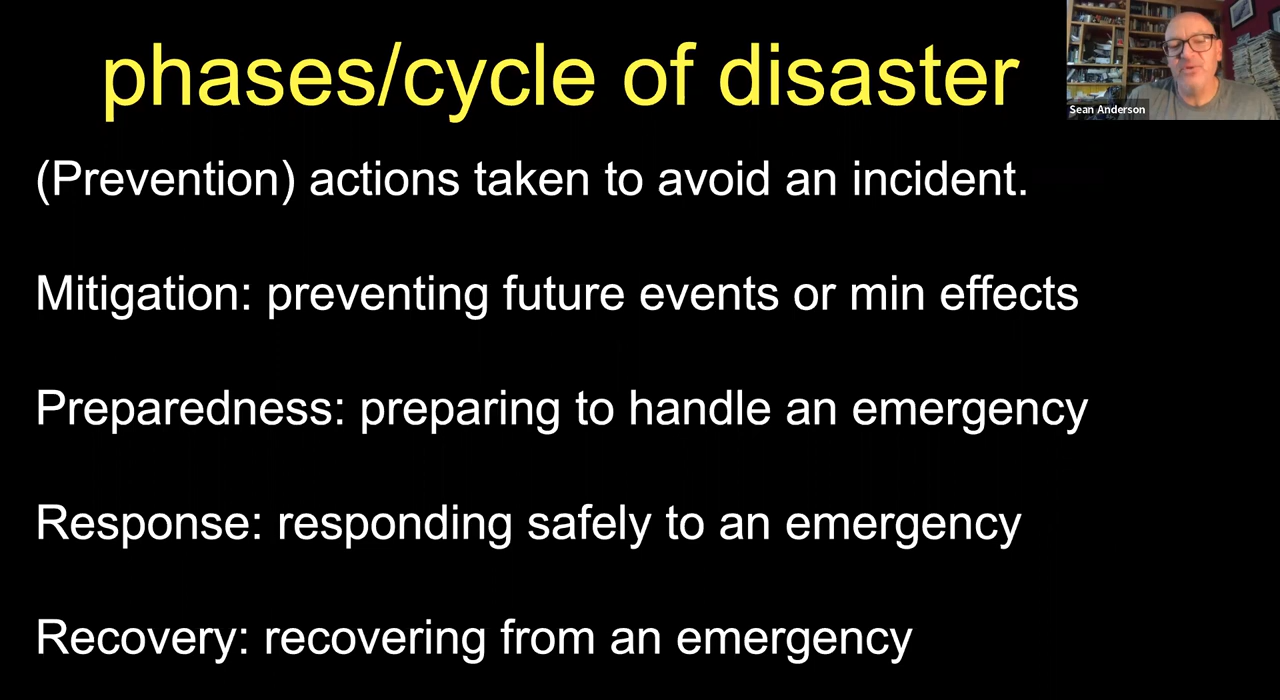 phases/cycle of disaster
Sean Anderson
(Prevention) actions taken to avoid an incident.
Mitigation: preventing future events or min effects
Preparedness: preparing to handle an emergency
Response: responding safely to an emergency
Recovery: recovering from an emergency